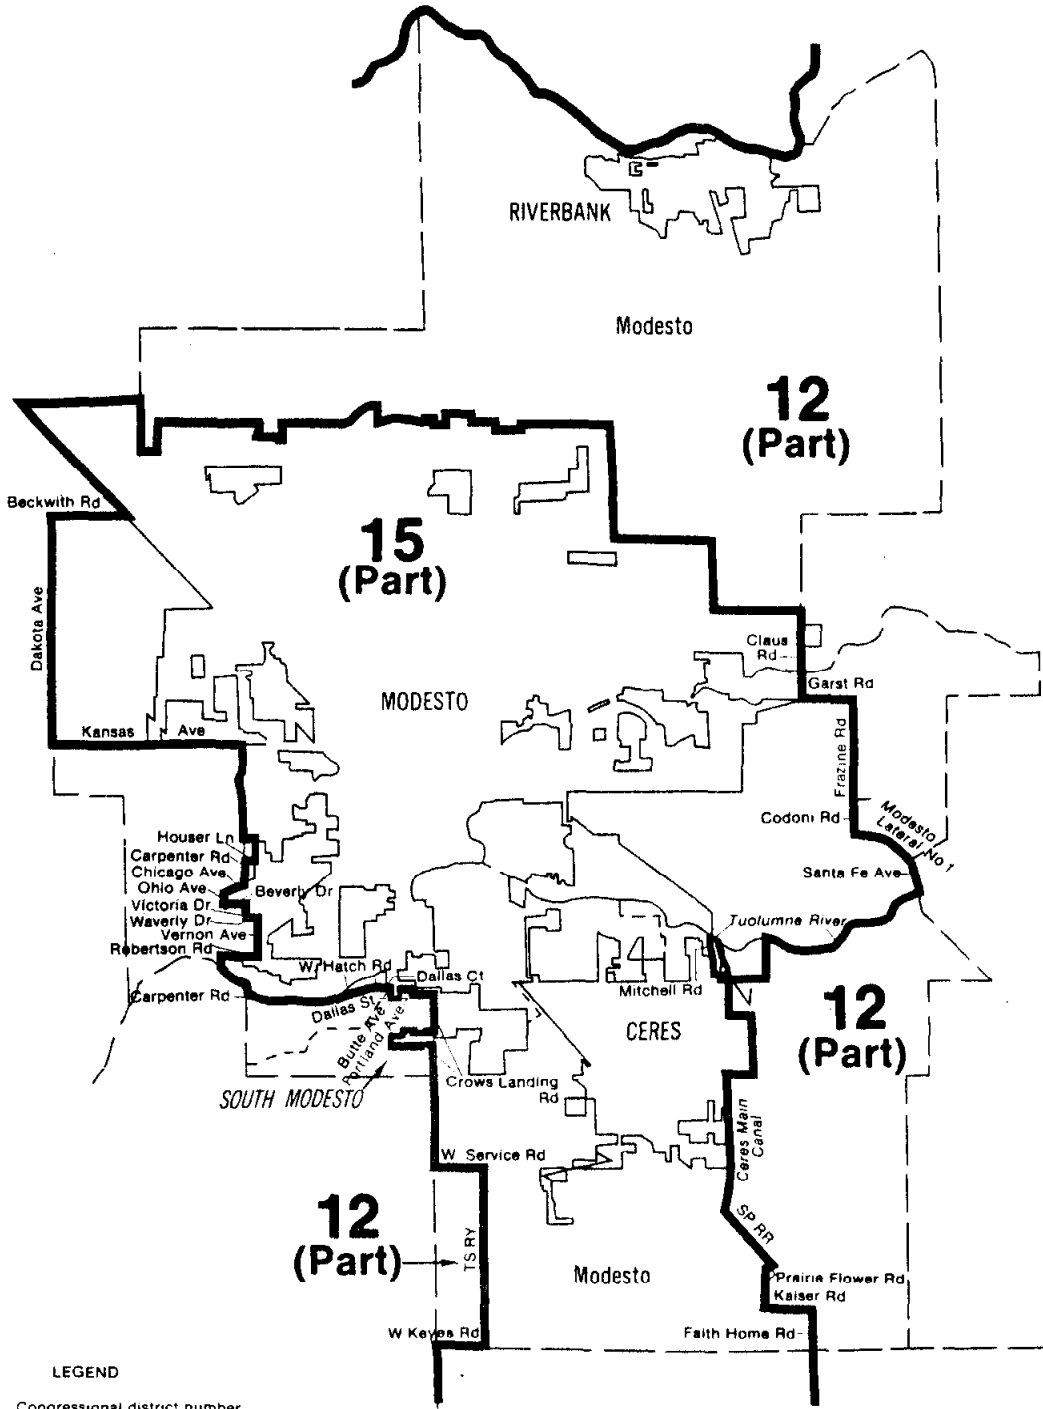 RIVERBANK
Modesto
12
(Part)
Beckwith Rd
15
(Part)
Dakota Ave
Claus
Rd
Garst Rd
MODESTO
Kansas Ave
Frazine Rd
Codoni Rd
Modesto
Lateral No 1
Houser Ln
Carpenter Rd
Chicago Ave
Ohio Ave
Beverly Dr
Victoria Dr
Waverly Dr
Vernon Ave
Robertson Rd
Santa Fe Ave
Tuolumne River
W Hatch Rd
Dallas Ct
Mitchell Rd
Carpenter Rd
Dallas St
Butte Ave
Portland Ave
CERES
12
(Part)
SOUTH MODESTO
Crows Landing
Rd
Ceres Main
Canal
W Service Rd
12
(Part)
TS RY
SP RR
Modesto
Prairie Flower Rd
Kaiser Rd
W Keyes Rd
Faith Home Rd
LEGEND
Congressional district number